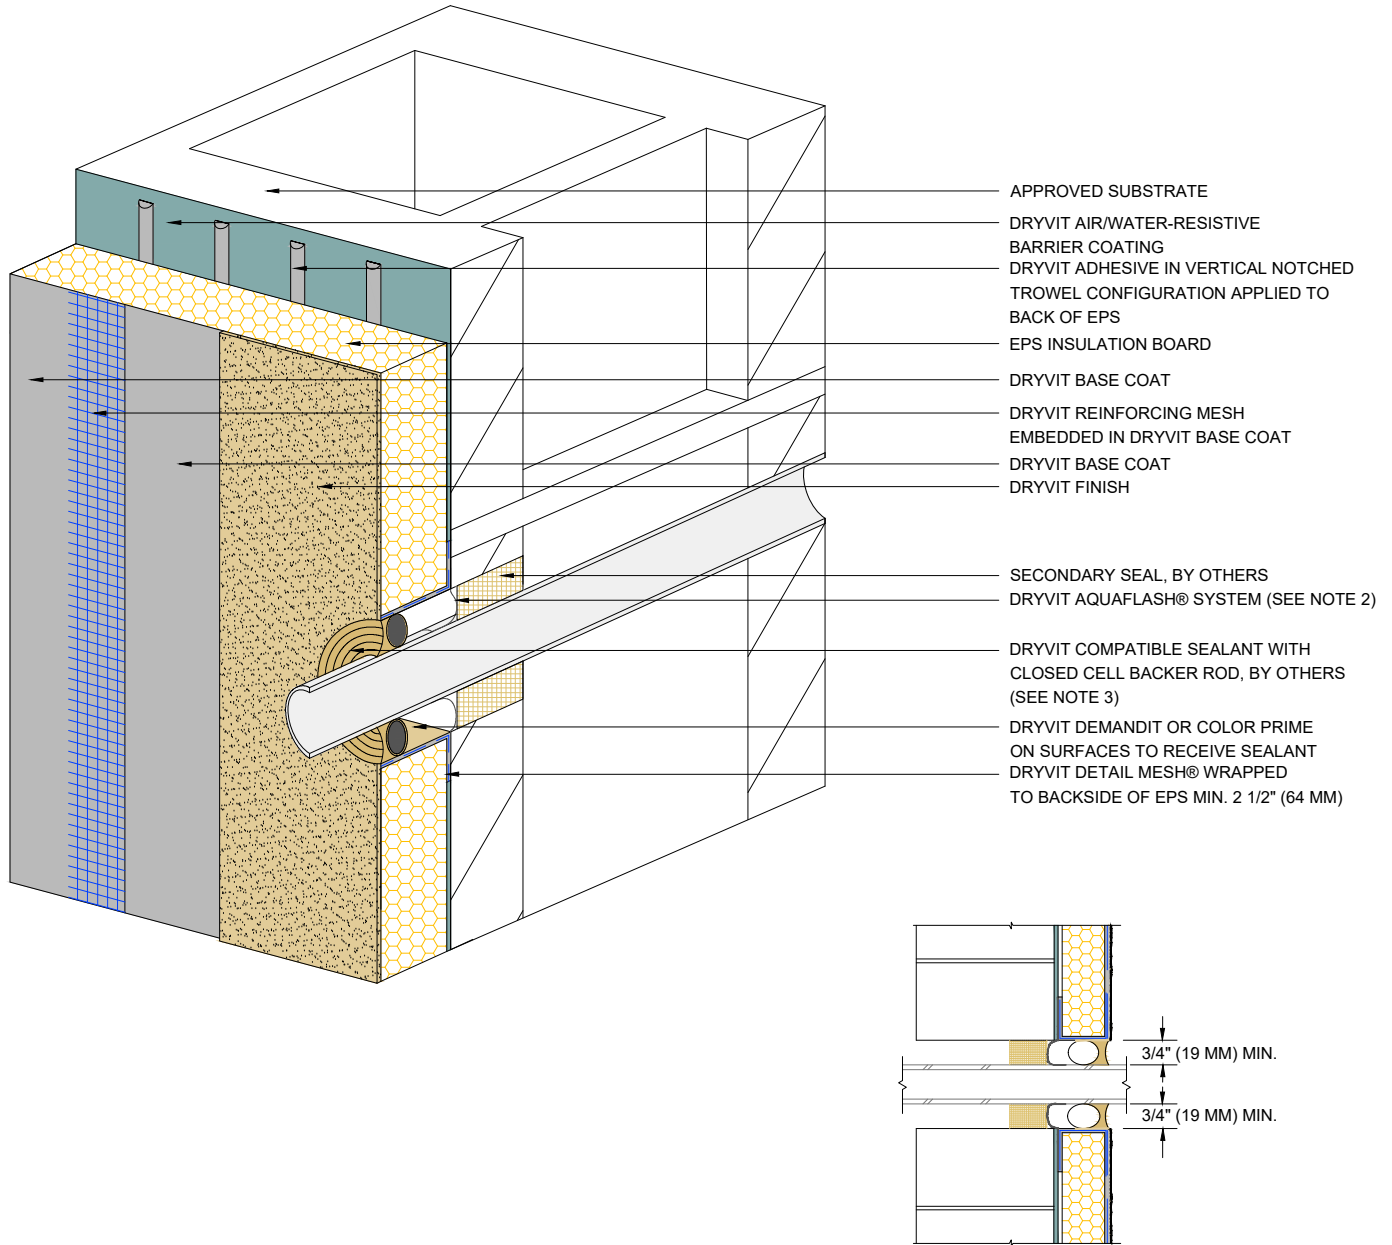 APPROVED SUBSTRATE
DRYVIT AIR/WATER-RESISTIVE
BARRIER COATING
DRYVIT ADHESIVE IN VERTICAL NOTCHED
TROWEL CONFIGURATION APPLIED TO
BACK OF EPS
EPS INSULATION BOARD
DRYVIT BASE COAT
DRYVIT REINFORCING MESH
EMBEDDED IN DRYVIT BASE COAT
DRYVIT BASE COAT
DRYVIT FINISH
SECONDARY SEAL, BY OTHERS
DRYVIT AQUAFLASH® SYSTEM (SEE NOTE 2)
DRYVIT COMPATIBLE SEALANT WITH
CLOSED CELL BACKER ROD, BY OTHERS
(SEE NOTE 3)
DRYVIT DEMANDIT OR COLOR PRIME
ON SURFACES TO RECEIVE SEALANT
DRYVIT DETAIL MESH® WRAPPED
TO BACKSIDE OF EPS MIN. 2 1/2" (64 MM)
3/4" (19 MM) MIN.
3/4" (19 MM) MIN.